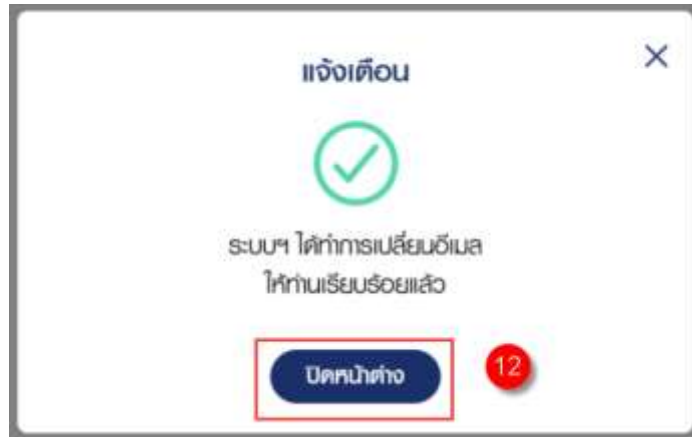 แจ้งเตือน
ระบบฯ ได้ทำการเปลี่ยนอีเมล
ให้ท่านเรียบร้อยแล้ว
ปิดหน้าต่าง
12